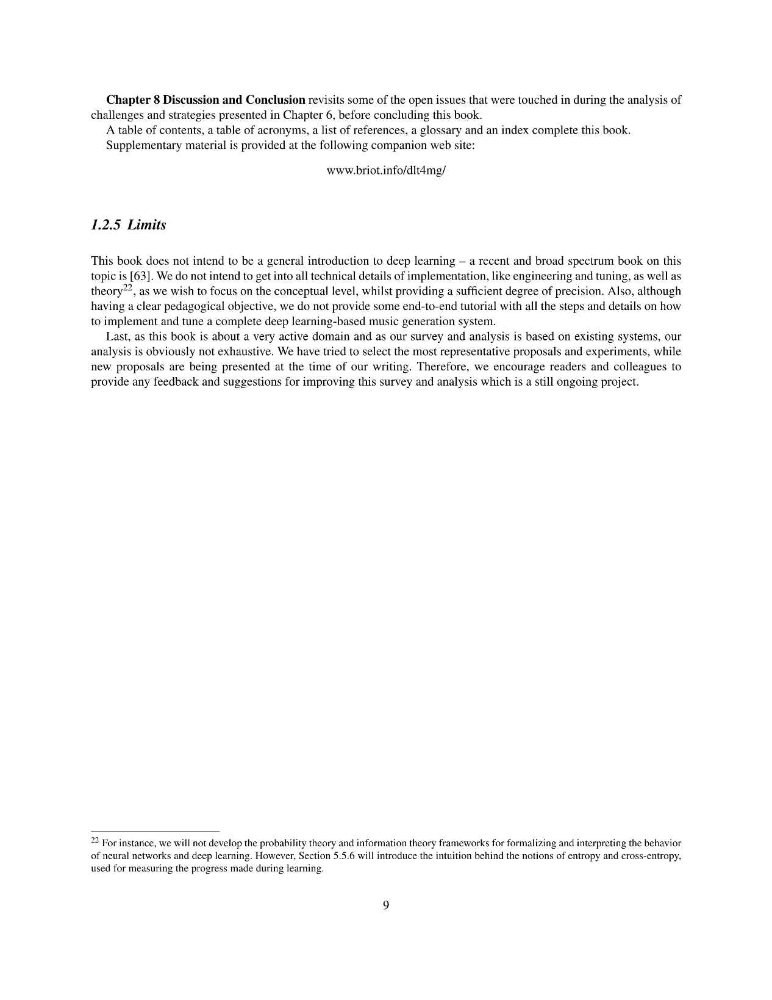 Chapter 8 Discussion and Conclusion revisits some of the open issues that were touched in during the analysis of
challenges and strategies presented in Chapter 6, before concluding this book.
A table of contents, a table of acronyms, a list of references, a glossary and an index complete this book.
Supplementary material is provided at the following companion web site:
www.briot.info/dlt4mg/
1.2.5 Limits
This book does not intend to be a general introduction to deep learning – a recent and broad spectrum book on this
topic is [63]. We do not intend to get into all technical details of implementation, like engineering and tuning, as well as
theory22, as we wish to focus on the conceptual level, whilst providing a sufficient degree of precision. Also, although
having a clear pedagogical objective, we do not provide some end-to-end tutorial with all the steps and details on how
to implement and tune a complete deep learning-based music generation system.
Last, as this book is about a very active domain and as our survey and analysis is based on existing systems, our
analysis is obviously not exhaustive. We have tried to select the most representative proposals and experiments, while
new proposals are being presented at the time of our writing. Therefore, we encourage readers and colleagues to
provide any feedback and suggestions for improving this survey and analysis which is a still ongoing project.
22 For instance, we will not develop the probability theory and information theory frameworks for formalizing and interpreting the behavior
of neural networks and deep learning. However, Section 5.5.6 will introduce the intuition behind the notions of entropy and cross-entropy,
used for measuring the progress made during learning.
9